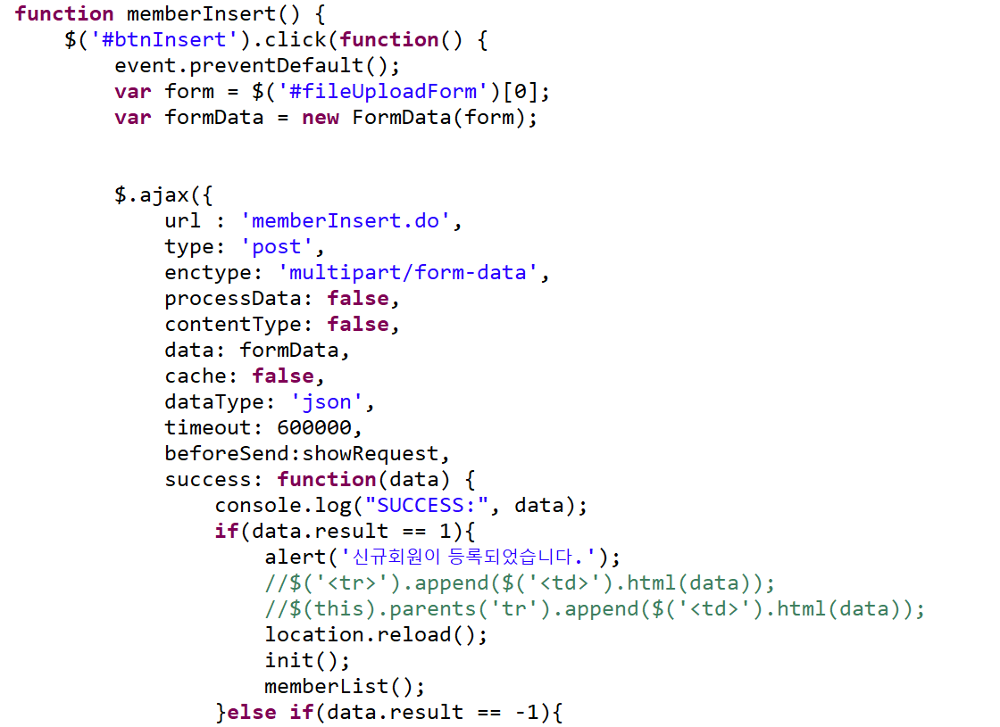 function memberInsert() {
    $('#btnInsert').click(function() {
        event.preventDefault();
        var form = $('#fileUploadForm')[0];
        var formData = new FormData(form);
        $.ajax({
            url : 'memberInsert.do',
            type: 'post',
            enctype: 'multipart/form-data',
            processData: false,
            contentType: false,
            data: formData,
            cache: false,
            dataType: 'json',
            timeout: 600000,
            beforeSend:showRequest,
            success: function(data) {
                console.log("SUCCESS:", data);
                if(data.result == 1){
                    alert('신규회원이 등록되었습니다.');
                    //$('<tr>').append($('<td>').html(data));
                    //$(this).parents('tr').append($('<td>').html(data));
                    location.reload();
                    init();
                    memberList();
                }else if(data.result == -1){